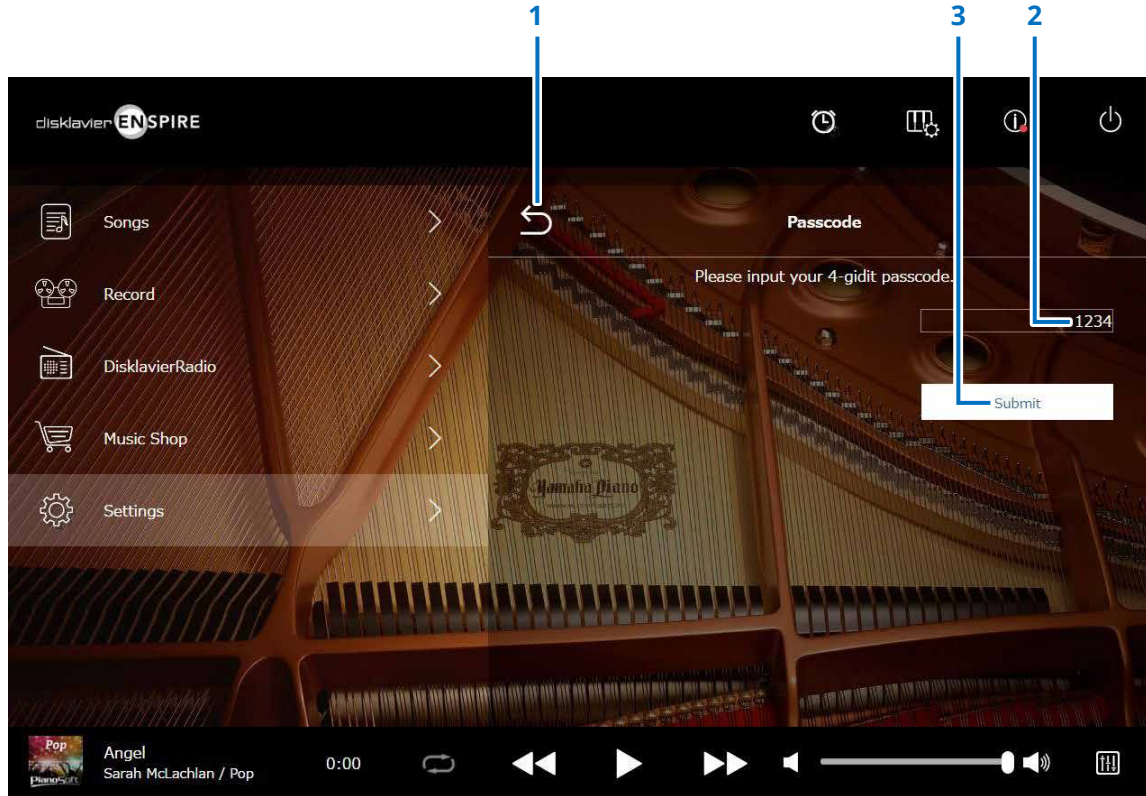 1
3
2
disklavier ENSPIRE
Songs
Passcode
Please input your 4-gidit passcode.
Record
1234
DisklavierRadio
Submit
Music Shop
Yamaha Piano
Settings
Pop
PianoSoft
Angel
Sarah McLachlan / Pop
0:00